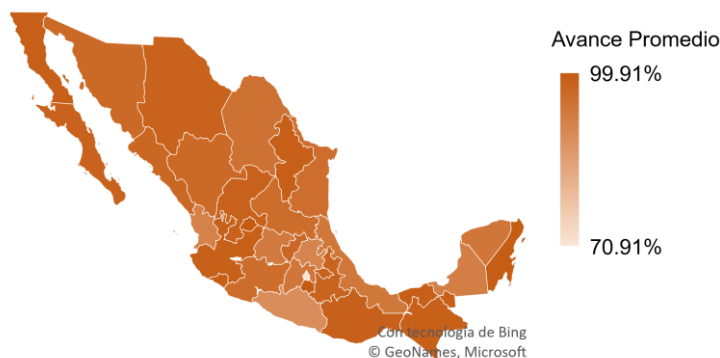 Avance Promedio
99.91%
70.91%
Con tecnología de Bing
© GeoNames, Microsoft